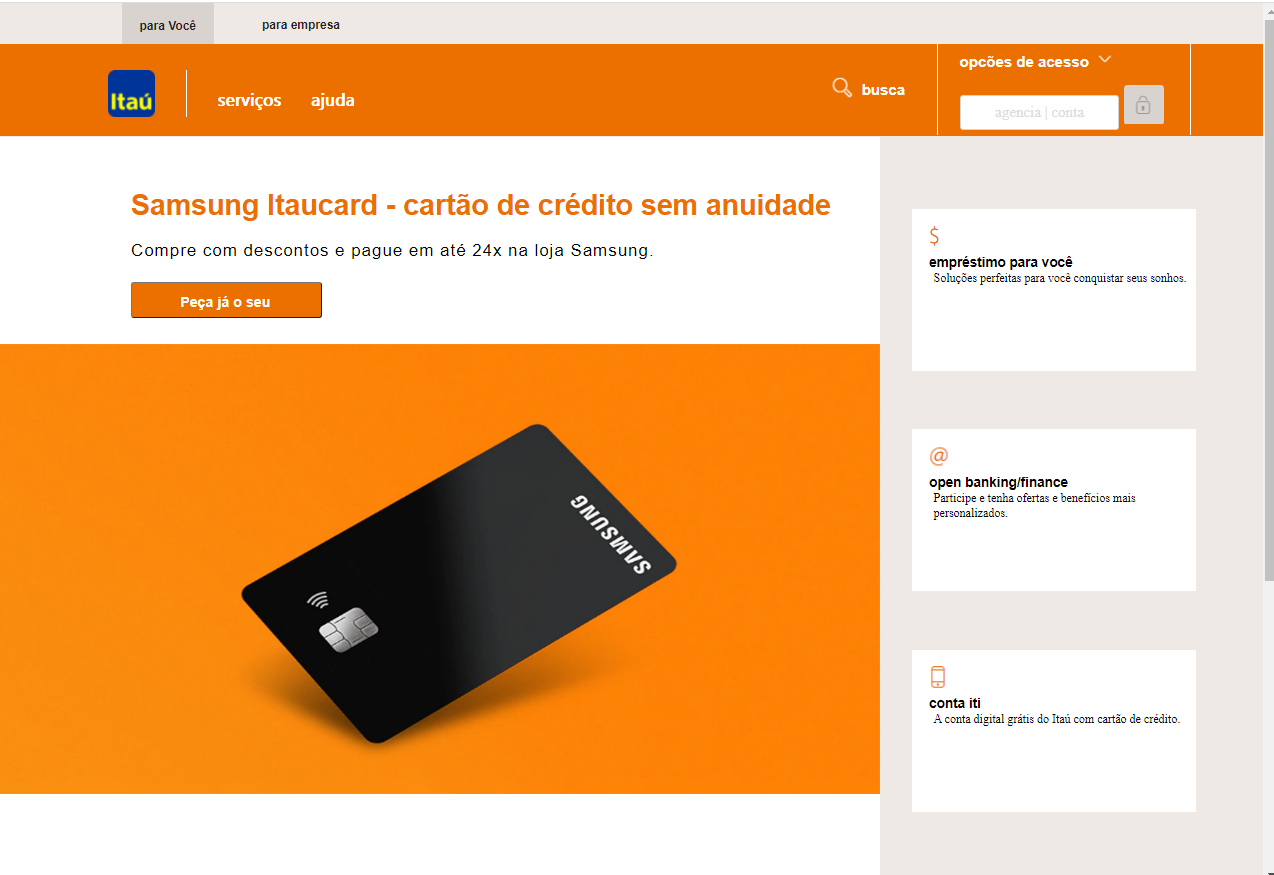 para Você
para empresa
Itaú
serviços
ajuda
busca
opcões de acesso
agencia | conta
Samsung Itaucard - cartão de crédito sem anuidade
Compre com descontos e pague em até 24x na loja Samsung.
Peça já o seu
SAMSUNG
$
empréstimo para você
Soluções perfeitas para você conquistar seus sonhos.
@
open banking/finance
Participe e tenha ofertas e benefícios mais
personalizados.
conta iti
A conta digital grátis do Itaú com cartão de crédito.